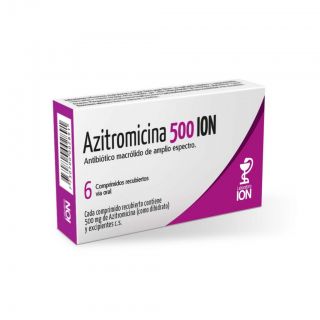 Azitromicina 500 ION
Antibiótico macrólido de amplio espectro.
6 Comprimidos recubiertos
vía oral
Cada comprimido recubierto contiene
500 mg de Azitromicina (como dihidrato)
y excipientes c.s.
Laboratorio
ION